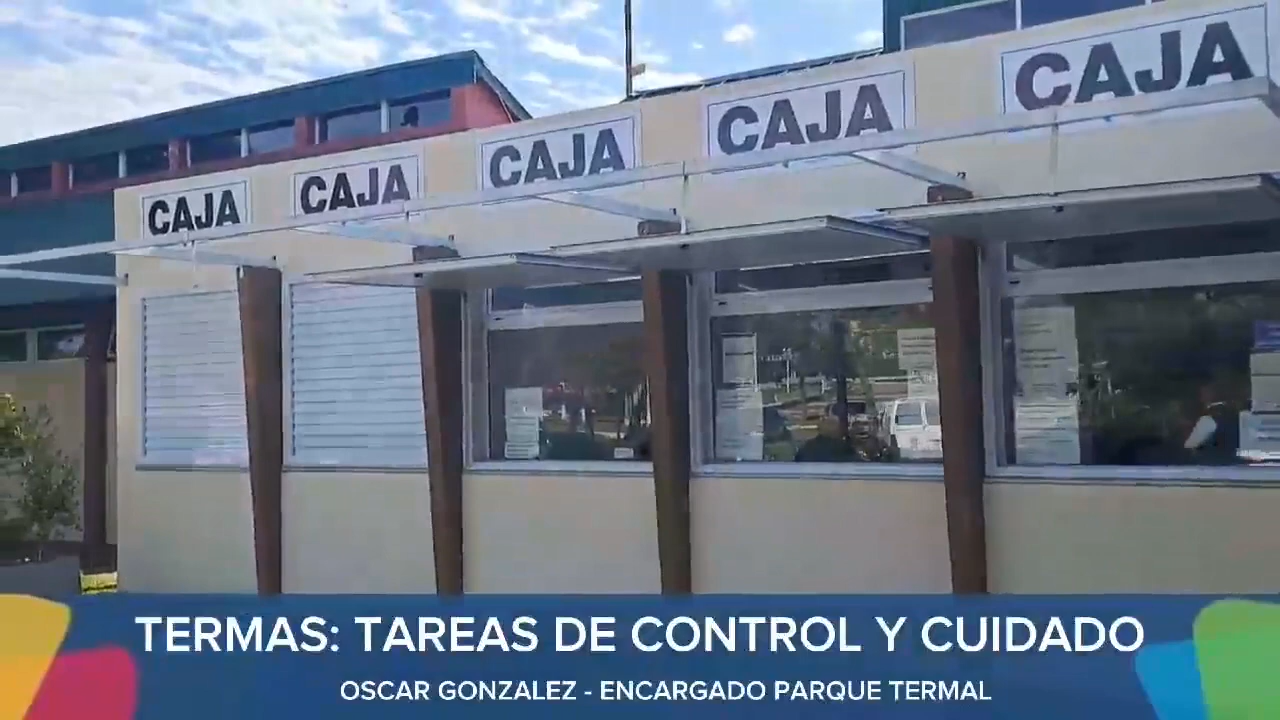 CAJA CAJA CAJA CAJA CAJA
TERMAS: TAREAS DE CONTROL Y CUIDADO
OSCAR GONZALEZ - ENCARGADO PARQUE TERMAL